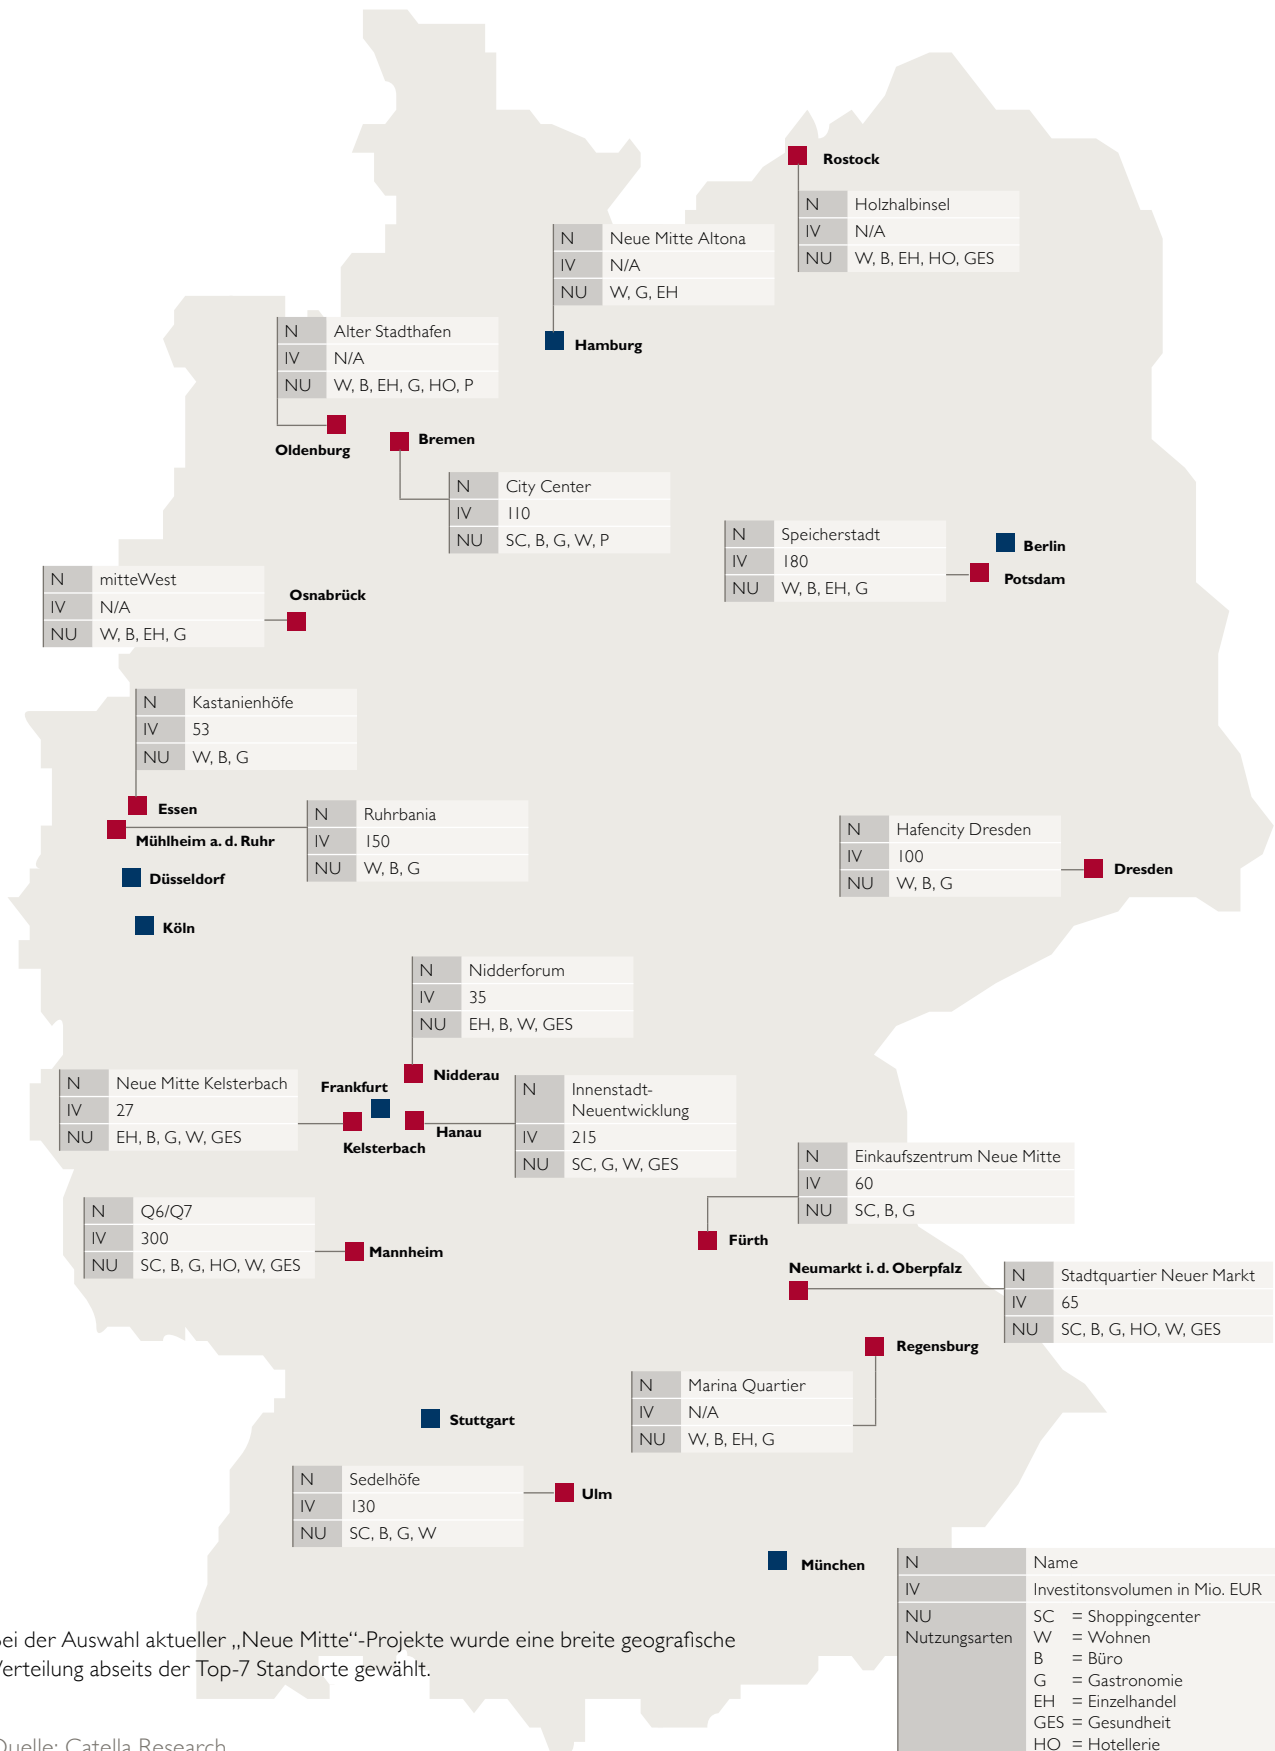 Rostock
N Holzhalbinsel
IV N/A
NU W, B, EH, HO, GES
N Neue Mitte Altona
IV N/A
NU W, G, EH
Hamburg
N Alter Stadthafen
IV N/A
NU W, B, EH, G, HO, P
Oldenburg
Bremen
N City Center
IV 110
NU SC, B, G, W, P
N Speicherstadt
IV 180
NU W, B, EH, G
Berlin
Potsdam
N mitteWest
IV N/A
NU W, B, EH, G
Osnabrück
N Kastanienhöfe
IV 53
NU W, B, G
Essen
Mühlheim a. d. Ruhr
N Ruhrbania
IV 150
NU W, B, G
Düsseldorf
Köln
N Hafencity Dresden
IV 100
NU W, B, G
Dresden
N Nidderforum
IV 35
NU EH, B, W, GES
Nidderau
N Neue Mitte Kelsterbach
IV 27
NU EH, B, G, W, GES
Frankfurt
Kelsterbach
Hanau
N Innenstadt-
Neuentwicklung
IV 215
NU SC, G, W, GES
N Einkaufszentrum Neue Mitte
IV 60
NU SC, B, G
Fürth
N Q6/Q7
IV 300
NU SC, B, G, HO, W, GES
Mannheim
Neumarkt i. d. Oberpfalz
N Stadtquartier Neuer Markt
IV 65
NU SC, B, G, HO, W, GES
Regensburg
N Marina Quartier
IV N/A
NU W, B, EH, G
Stuttgart
N Sedelhöfe
IV 130
NU SC, B, G, W
Ulm
München
N Name
IV Investitonsvolumen in Mio. EUR
NU SC = Shoppingcenter
Nutzungsarten W = Wohnen
B = Büro
G = Gastronomie
EH = Einzelhandel
GES = Gesundheit
HO = Hotellerie
ei der Auswahl aktueller „Neue Mitte“-Projekte wurde eine breite geografische
erteilung abseits der Top-7 Standorte gewählt.
Quelle: Catella Research